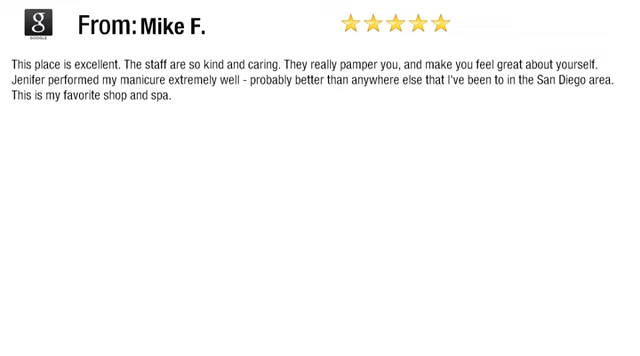 g
GOOGLE
From: Mike F.
This place is excellent. The staff are so kind and caring. They really pamper you, and make you feel great about yourself.
Jenifer performed my manicure extremely well - probably better than anywhere else that I've been to in the San Diego area.
This is my favorite shop and spa.